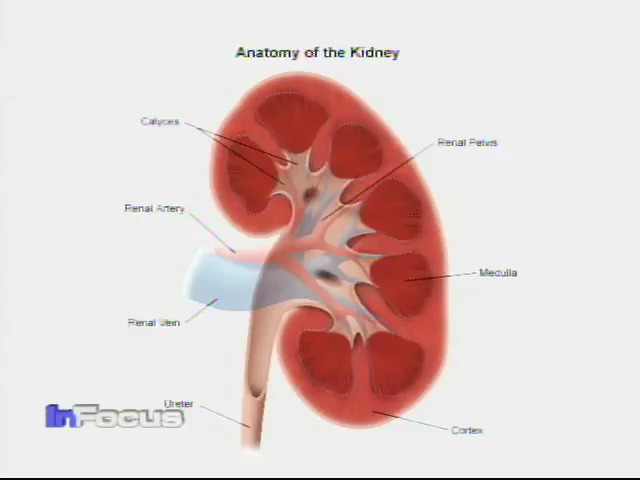 Anatomy of the Kidney
Calyces
Renal Pelvis
Renal Artery
Medulla
Renal Vein
Ureter
InFocus
Cortex